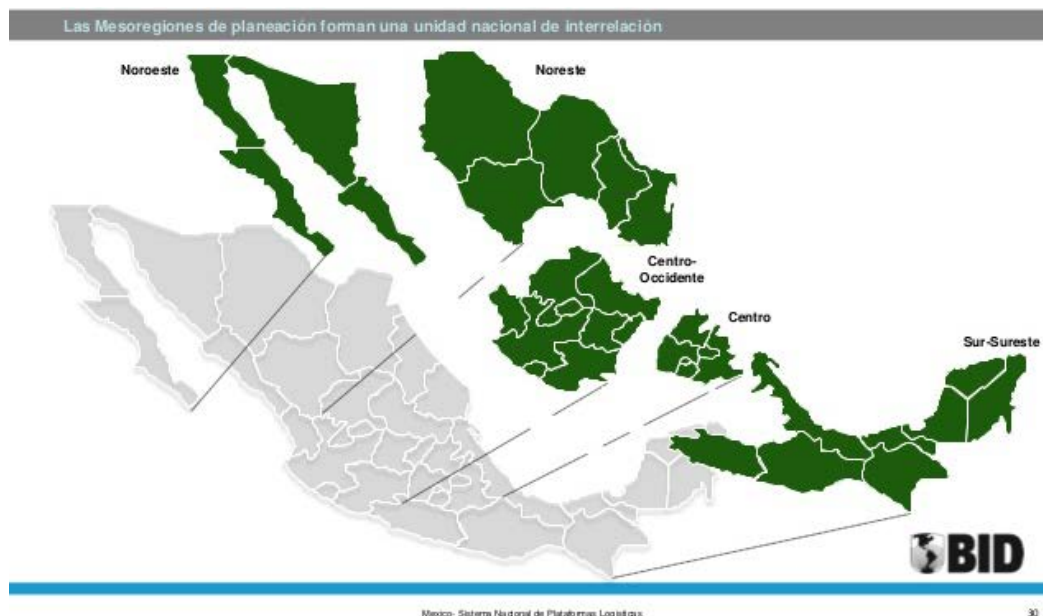 Las Mesoregiones de planeación forman una unidad nacional de interrelación
Noroeste
Noreste
Centro-
Occidente
Centro
Sur-Sureste
BID
Mexico- Sistema Nacional de Plataformas Logisticas
30